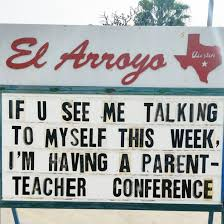 El Arroyo
Austin
IF U SEE ME TALKING
TO MYSELF THIS WEEK,
I'M HAVING A PARENT-
TEACHER CONFERENCE